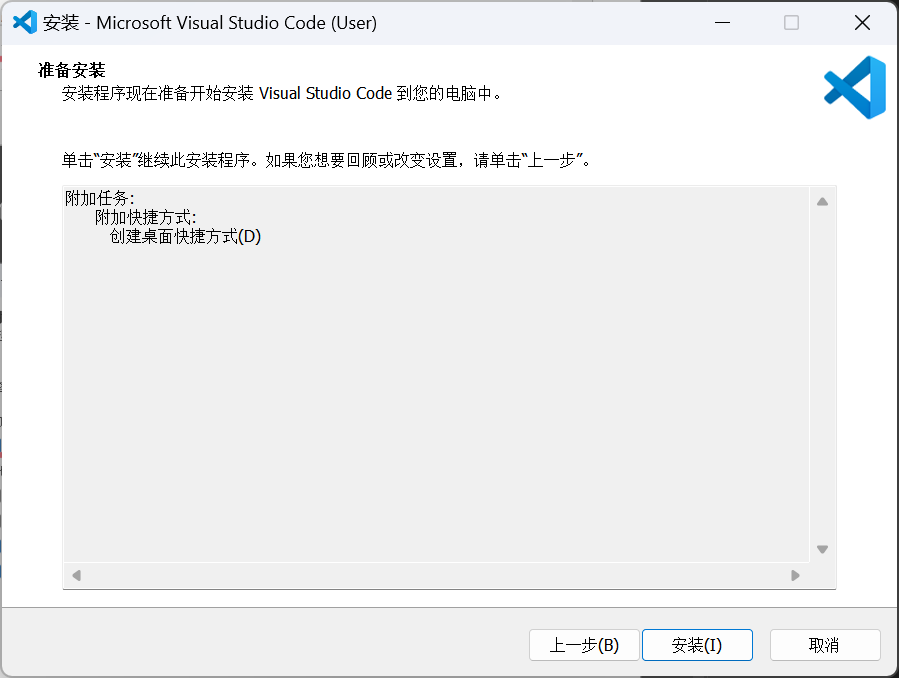 安装 - Microsoft Visual Studio Code (User)
准备安装
安装程序现在准备开始安装 Visual Studio Code 到您的电脑中。
单击“安装”继续此安装程序。如果您想要回顾或改变设置，请单击“上一步”。
附加任务:
附加快捷方式:
创建桌面快捷方式(D)
上一步(B)
安装(I)
取消